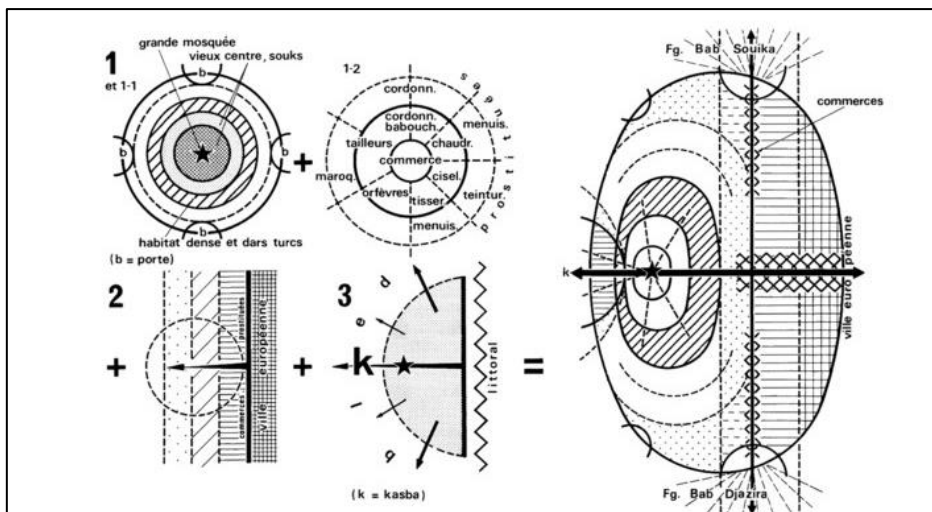 1
et 1-1
grande mosquée
vieux centre, souks
b
b
b
b
habitat dense et dars turcs
(b = porte)
+
1-2
cordonn.
cordonn.
babouch.
tailleurs
chaudr.
menuis.
commerce
maroq.
cisel.
orfèvres
tisser.
teintur.
menuis.
prostituées
+
2
prostituées
commerces
ville européenne
+
3
k
d
e
l
littoral
(k = kasba)
=
Fg. Bab Souika
commerces
k
ville européenne
Fg. Bab Djazira